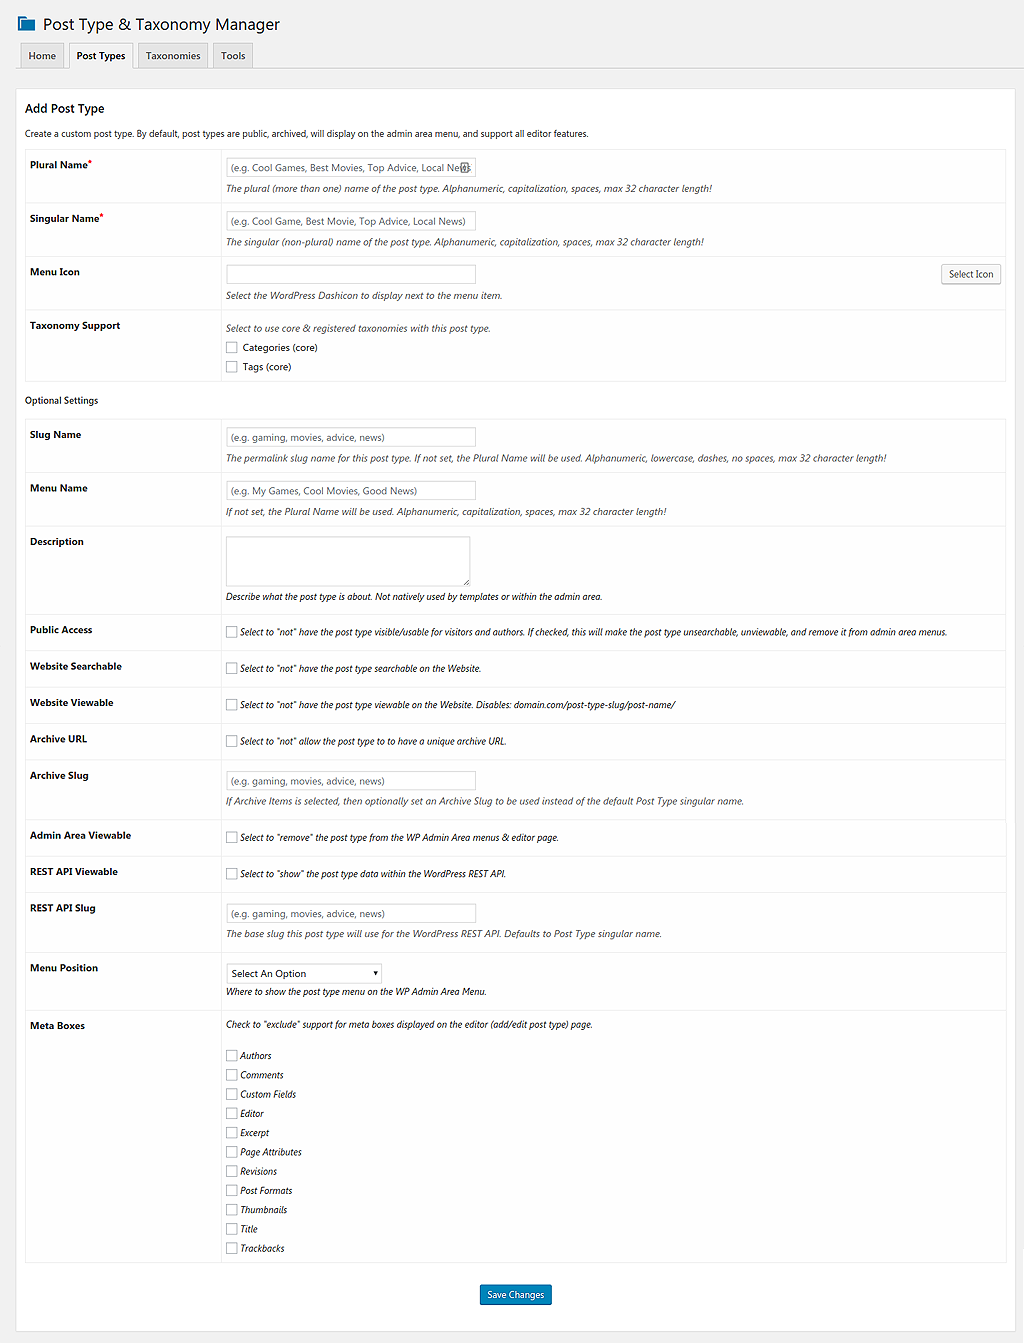 Post Type & Taxonomy Manager
Home
Post Types
Taxonomies
Tools
Add Post Type
Create a custom post type. By default, post types are public, archived, will display on the admin area menu, and support all editor features.
Plural Name*
(e.g. Cool Games, Best Movies, Top Advice, Local News
The plural (more than one) name of the post type. Alphanumeric, capitalization, spaces, max 32 character length!
Singular Name*
(e.g. Cool Game, Best Movie, Top Advice, Local News)
The singular (non-plural) name of the post type. Alphanumeric, capitalization, spaces, max 32 character length!
Menu Icon
Select Icon
Select the WordPress Dashicon to display next to the menu item.
Taxonomy Support
Select to use core & registered taxonomies with this post type.
Categories (core)
Tags (core)
Optional Settings
Slug Name
(e.g. gaming, movies, advice, news)
The permalink slug name for this post type. If not set, the Plural Name will be used. Alphanumeric, lowercase, dashes, no spaces, max 32 character length!
Menu Name
(e.g. My Games, Cool Movies, Good News)
If not set, the Plural Name will be used. Alphanumeric, capitalization, spaces, max 32 character length!
Description
Describe what the post type is about. Not natively used by templates or within the admin area.
Public Access
Select to "not" have the post type visible/usable for visitors and authors. If checked, this will make the post type unsearchable, unviewable, and remove it from admin area menus.
Website Searchable
Select to "not" have the post type searchable on the Website.
Website Viewable
Select to "not" have the post type viewable on the Website. Disables: domain.com/post-type-slug/post-name/
Archive URL
Select to "not" allow the post type to to have a unique archive URL.
Archive Slug
(e.g. gaming, movies, advice, news)
If Archive Items is selected, then optionally set an Archive Slug to be used instead of the default Post Type singular name.
Admin Area Viewable
Select to "remove" the post type from the WP Admin Area menus & editor page.
REST API Viewable
Select to "show" the post type data within the WordPress REST API.
REST API Slug
(e.g. gaming, movies, advice, news)
The base slug this post type will use for the WordPress REST API. Defaults to Post Type singular name.
Menu Position
Select An Option
Where to show the post type menu on the WP Admin Area Menu.
Meta Boxes
Check to "exclude" support for meta boxes displayed on the editor (add/edit post type) page.
Authors
Comments
Custom Fields
Editor
Excerpt
Page Attributes
Revisions
Post Formats
Thumbnails
Title
Trackbacks
Save Changes